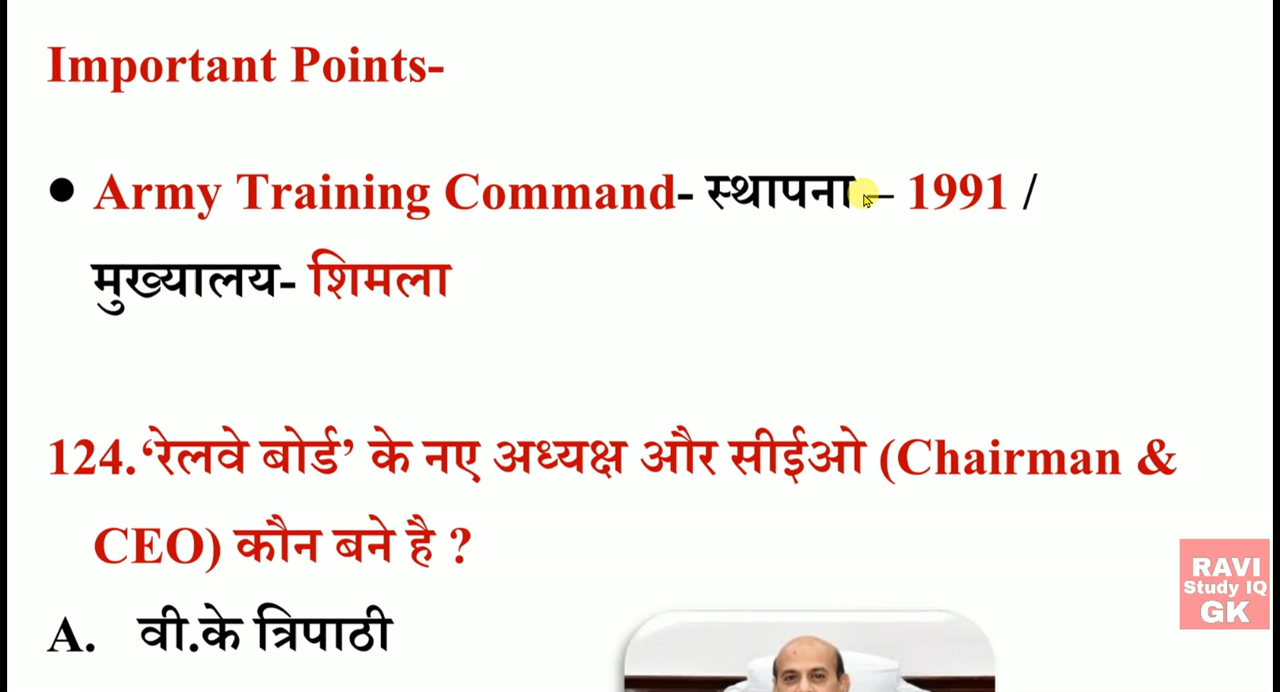 Important Points-
● Army Training Command- स्थापना – 1991 /
मुख्यालय- शिमला
124.‘रेलवे बोर्ड’ के नए अध्यक्ष और सीईओ (Chairman &
CEO) कौन बने है ?
A. वी.के त्रिपाठी
RAVI
Study IQ
GK